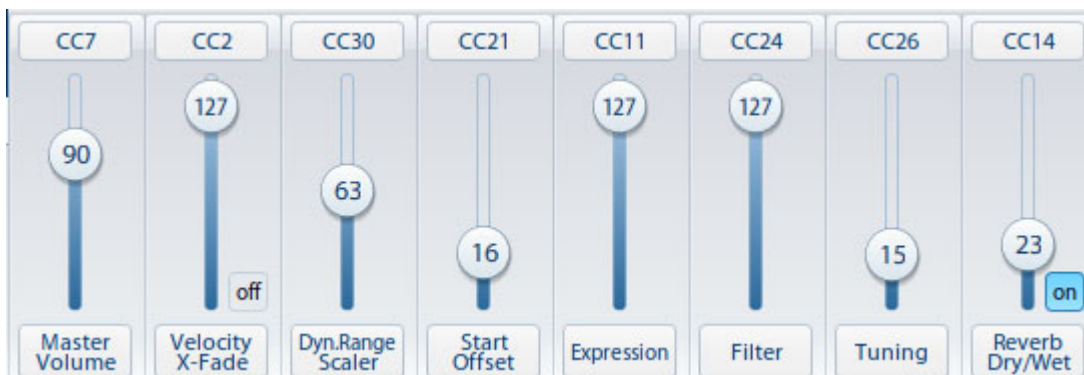 CC7 CC2 CC30 CC21 CC11 CC24 CC26 CC14
127 127 127
90
63
16 15 23
off on
Master Velocity Dyn.Range Start Expression Filter Tuning Reverb
Volume X-Fade Scaler Offset Dry/Wet